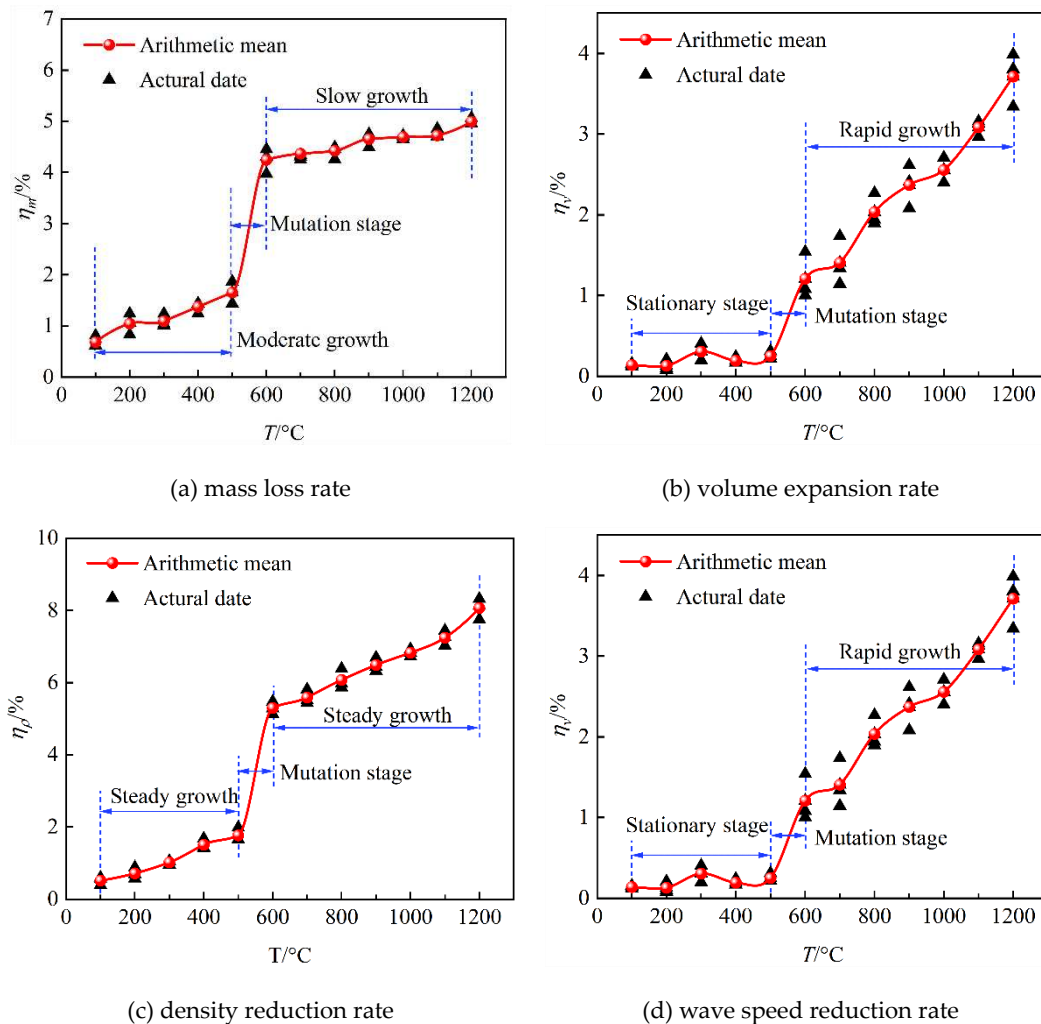 7
6
5
4
3
2
1
0
ηm/%
Arithmetic mean
Actural date
Slow growth
Mutation stage
Moderate growth
0 200 400 600 800 1000 1200
T/°C
(a) mass loss rate
4
3
2
1
0
ηv/%
Arithmetic mean
Actural date
Rapid growth
Stationary stage
Mutation stage
0 200 400 600 800 1000 1200
T/°C
(b) volume expansion rate
10
8
6
4
2
0
ηρ/%
Arithmetic mean
Actural date
Steady growth
Mutation stage
Steady growth
0 200 400 600 800 1000 1200
T/°C
(c) density reduction rate
4
3
2
1
0
ηv/%
Arithmetic mean
Actural date
Rapid growth
Stationary stage
Mutation stage
0 200 400 600 800 1000 1200
T/°C
(d) wave speed reduction rate